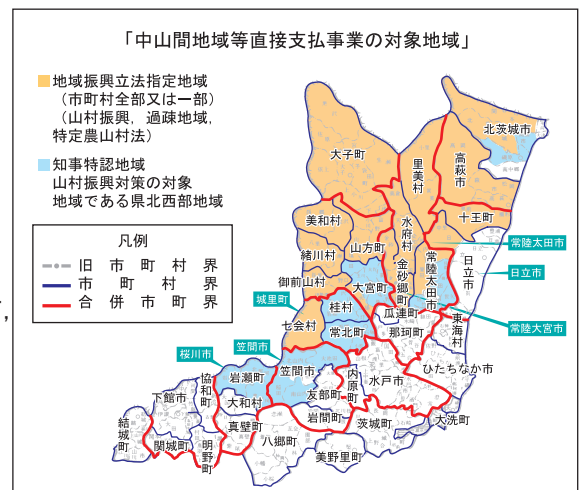 「中山間地域等直接支払事業の対象地域」
地域振興立法指定地域
（市町村全部又は一部）
（山村振興，過疎地域，
特定農山村法）
知事特認地域
山村振興対策の対象
地域である県北西部地域
凡例
旧市町村界
市町村界
合併市町界
北茨城市
大子町
里美村
高萩市
十王町
美和村
水府村
山方町
緒川村
金砂郷町
常陸太田市
常陸太田市
日立市
日立市
御前山村
大宮町
城里町
桂村
瓜連町
常陸大宮市
七会村
常北町
那珂町
東海村
笠間市
桜川市
ひたちなか市
岩瀬町
笠間市
内原町
水戸市
協和町
友部町
下館市
大和村
岩間町
茨城町
大洗町
結城町
真壁町
関城町
明野町
八郷町
美野里町
，